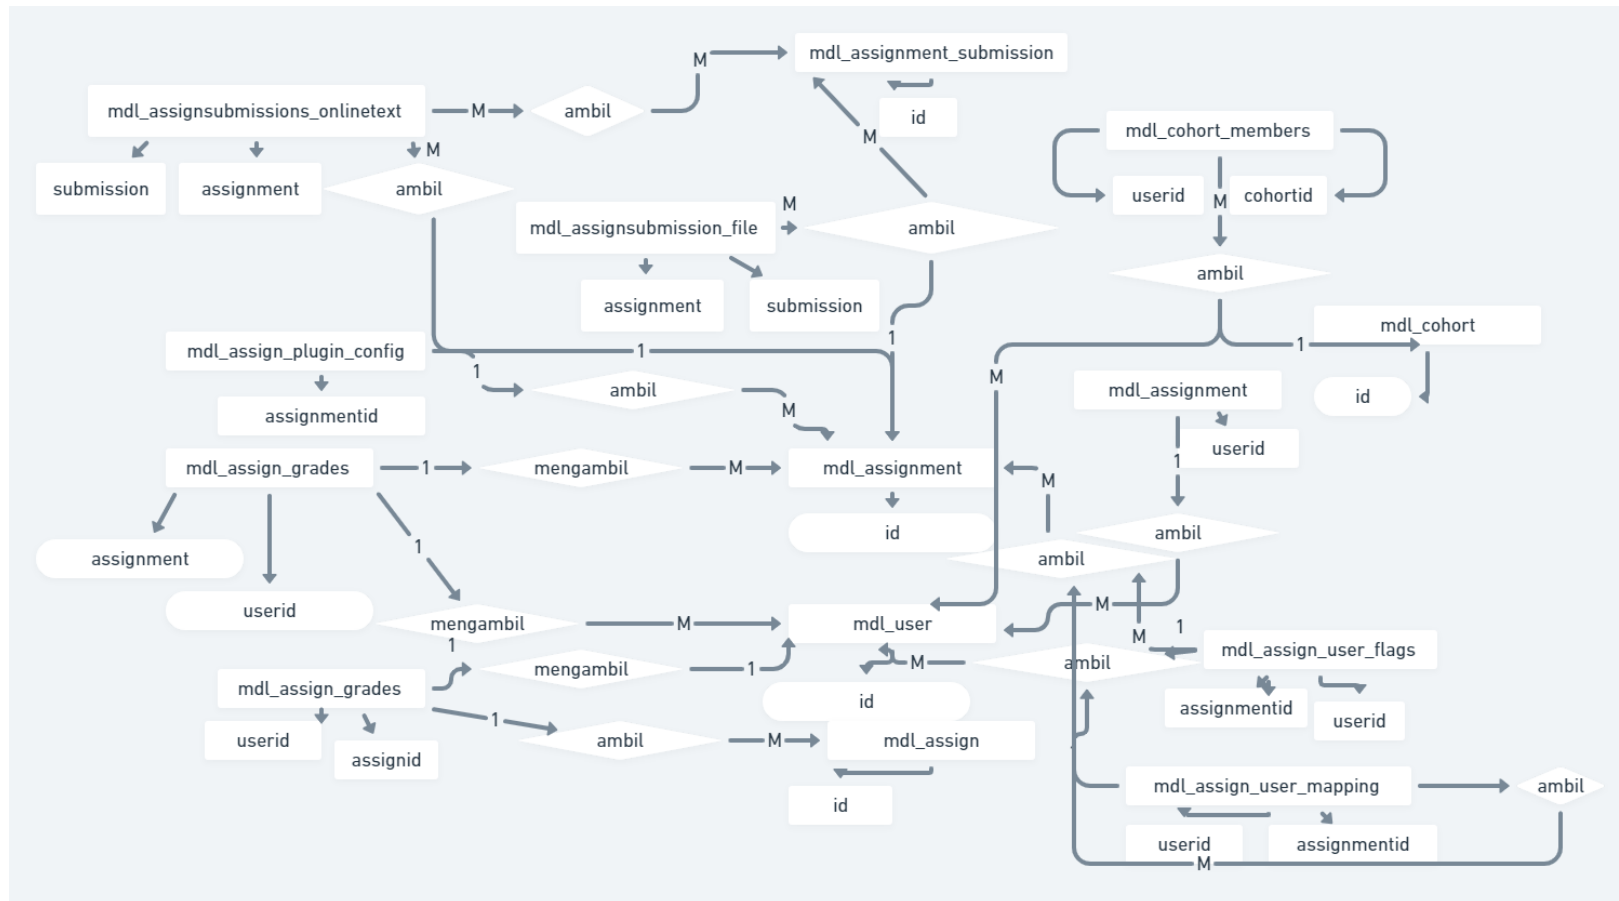 mdl_assignment_submission
M
mdl_assignsubmissions_onlinetext
M
ambil
id
mdl_cohort_members
M
M
submission
assignment
ambil
userid
M
cohortid
M
mdl_assignsubmission_file
ambil
ambil
assignment
submission
mdl_cohort
1
1
mdl_assign_plugin_config
1
1
M
ambil
mdl_assignment
id
M
assignmentid
userid
mdl_assign_grades
1
mengambil
M
mdl_assignment
1
M
id
ambil
1
assignment
ambil
userid
M
mengambil
M
mdl_user
1
M
1
mdl_assign_user_flags
mengambil
1
M
ambil
mdl_assign_grades
id
assignmentid
userid
1
userid
assignid
ambil
M
mdl_assign
id
mdl_assign_user_mapping
ambil
userid
assignmentid
M